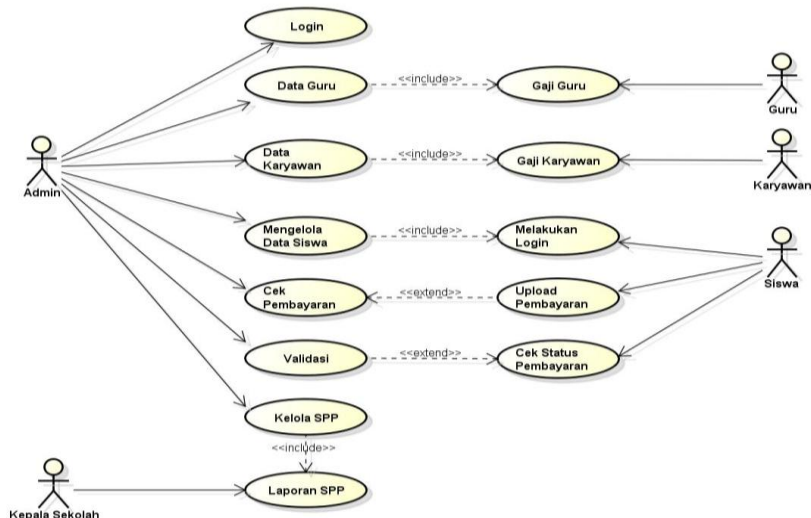 Login
Data Guru
<<include>>
Gaji Guru
Guru
Admin
Data
Karyawan
<<include>>
Gaji Karyawan
Karyawan
Mengelola
Data Siswa
<<include>>
Melakukan
Login
Siswa
Cek
Pembayaran
<<extend>>
Upload
Pembayaran
Validasi
<<extend>>
Cek Status
Pembayaran
Kelola SPP
<<include>>
Laporan SPP
Kepala Sekolah